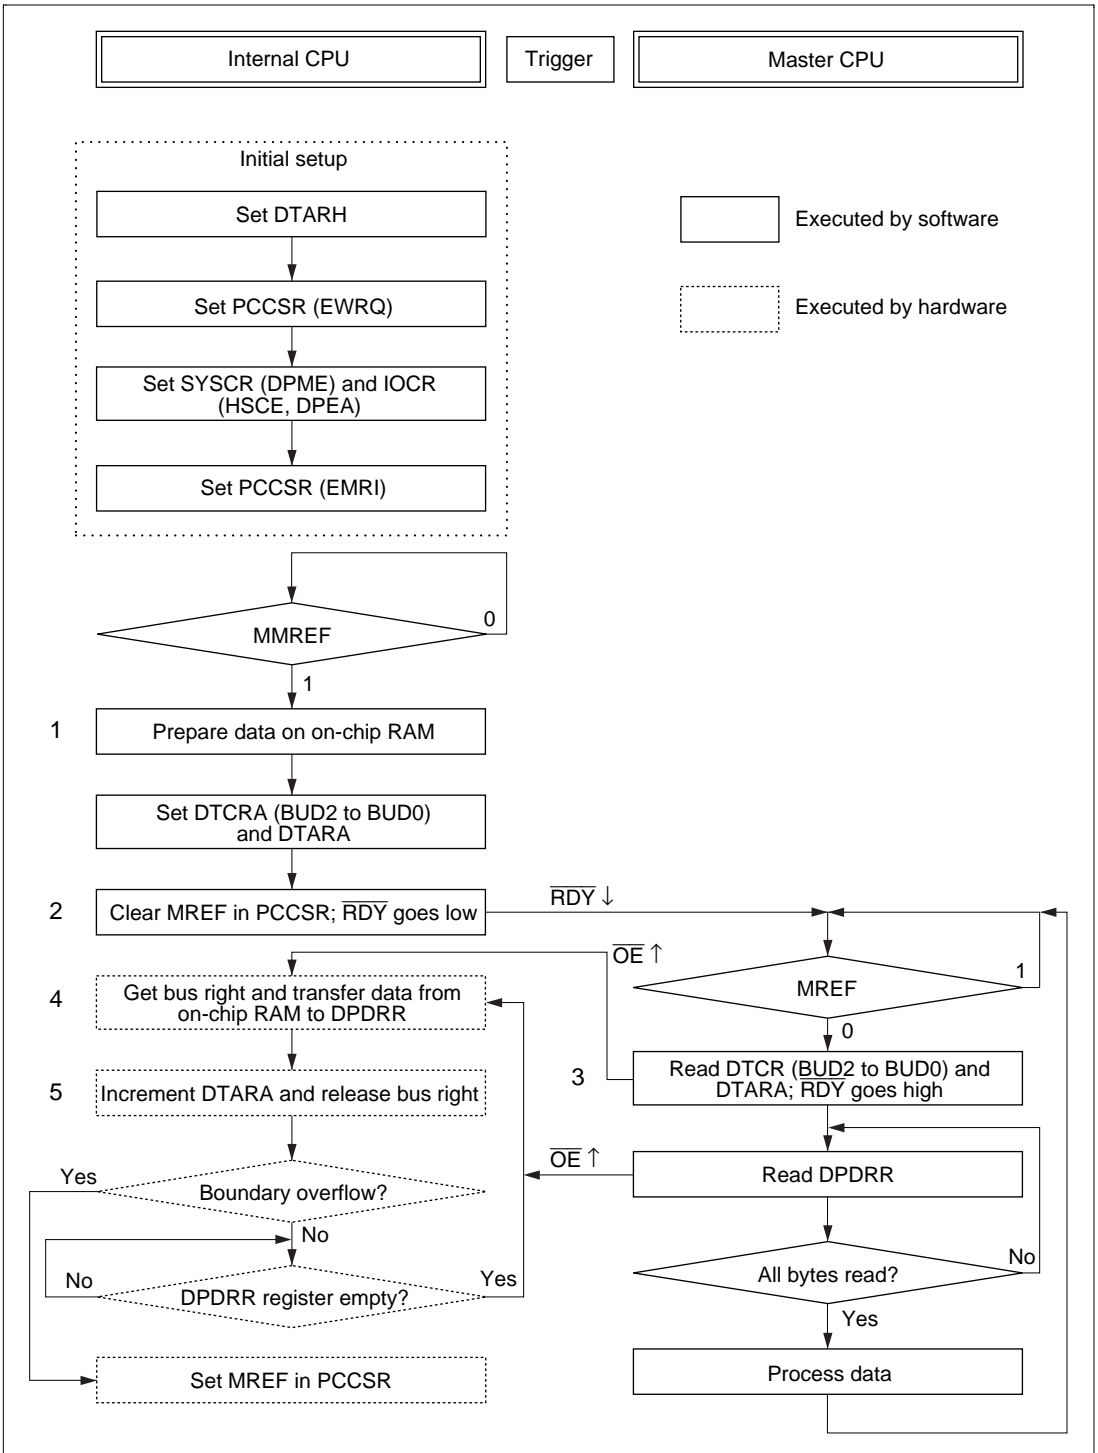 Internal CPU
Trigger
Master CPU
Initial setup
Set DTARH
Executed by software
Set PCCSR (EWRQ)
Executed by hardware
Set SYSCR (DPME) and IOCR
(HSCE, DPEA)
Set PCCSR (EMRI)
MMREF
0
1
1
Prepare data on on-chip RAM
Set DTCRA (BUD2 to BUD0)
and DTARA
2
Clear MREF in PCCSR; R̅D̅Y̅ goes low
R̅D̅Y̅ ↓
O̅E̅ ↑
MREF
1
0
4
Get bus right and transfer data from
on-chip RAM to DPDRR
3
Read DTCR (BUD2 to BUD0) and
DTARA; R̅D̅Y̅ goes high
5
Increment DTARA and release bus right
O̅E̅ ↑
Read DPDRR
Yes
Boundary overflow?
No
All bytes read?
No
Yes
No
DPDRR register empty?
Yes
Set MREF in PCCSR
Process data